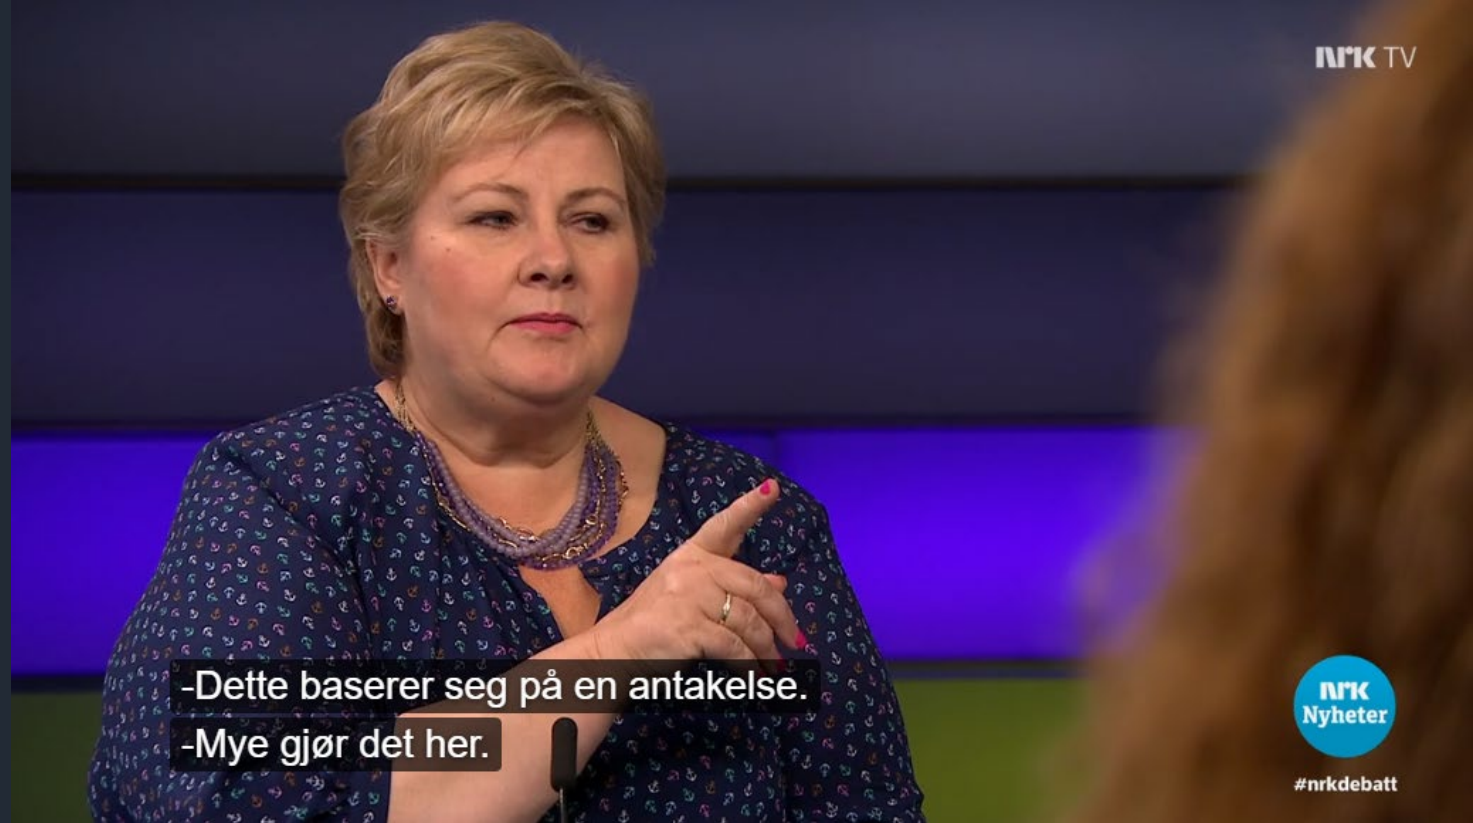 NRK TV
-Dette baserer seg på en antakelse.
-Mye gjør det her.
NRK
Nyheter
#nrkdebatt